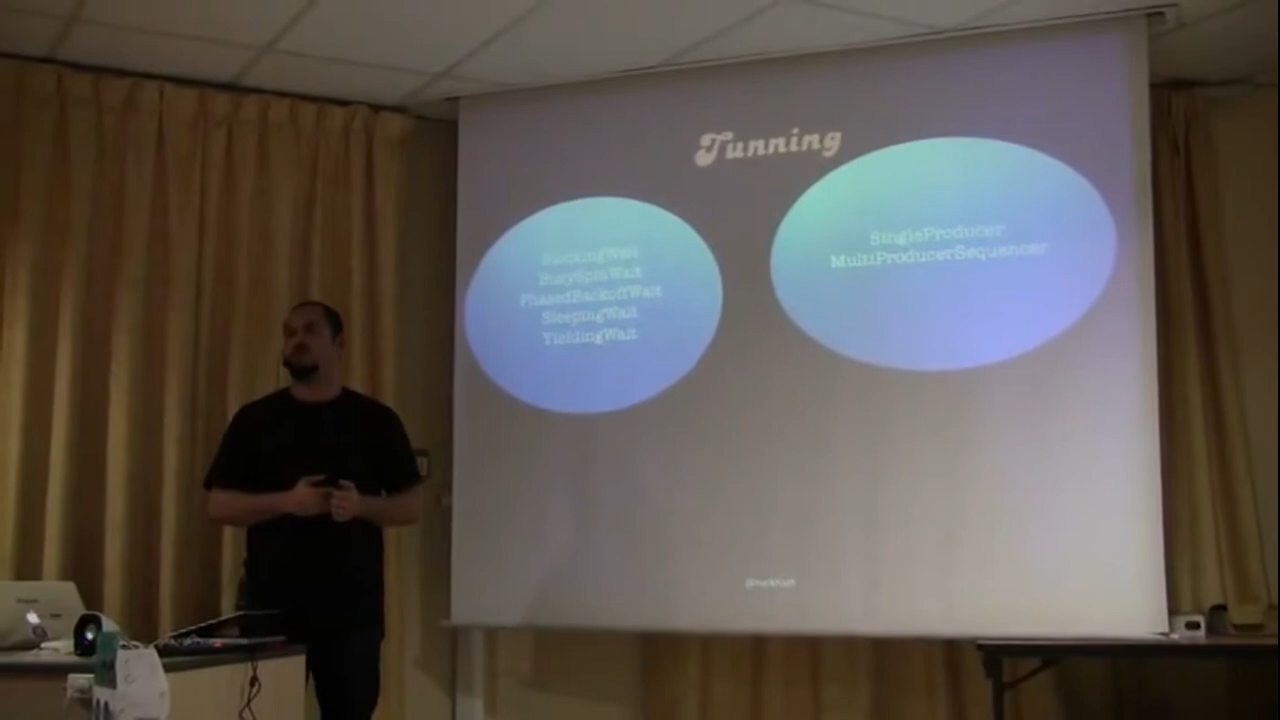 Tunning
BlockingWait
BusySpinWait
PhasedBackoffWait
SleepingWait
YieldingWait
SingleProducer
MultiProducerSequencer